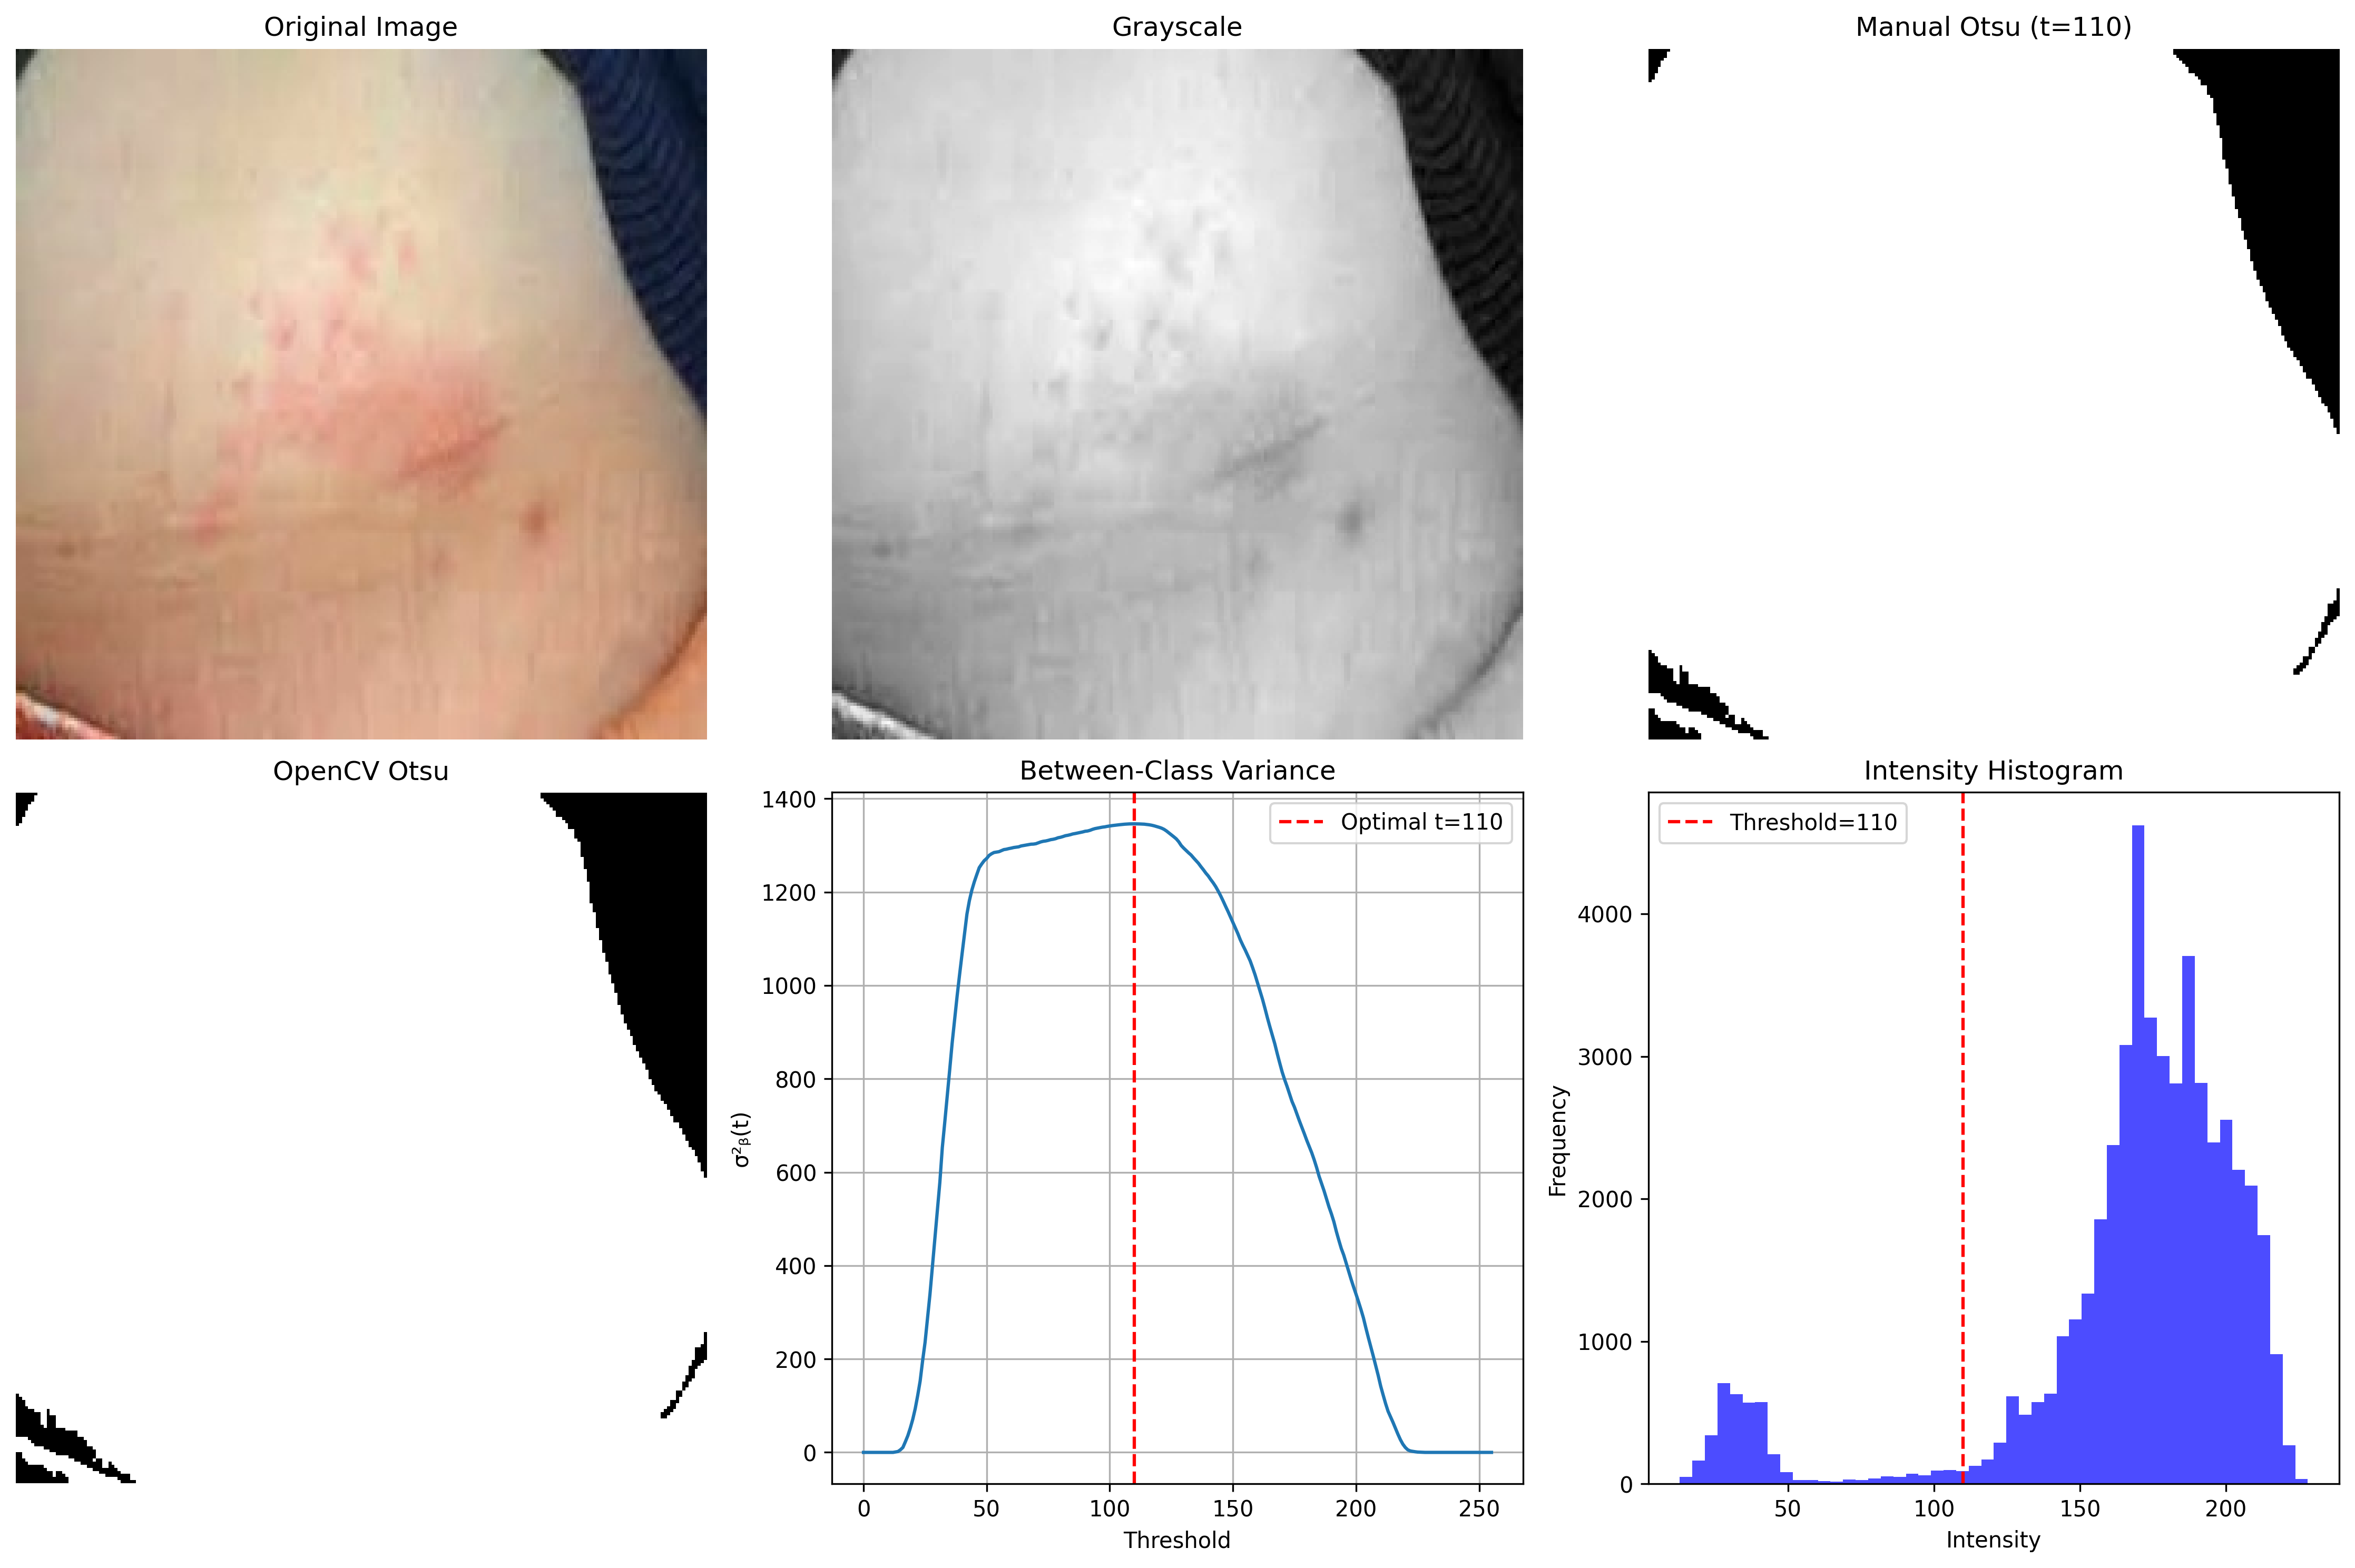 Original Image
Grayscale
Manual Otsu (t=110)
OpenCV Otsu
Between-Class Variance
1400
1200
1000
800
600
400
200
0
σ²ᵦ(t)
Optimal t=110
0 50 100 150 200 250
Threshold
Intensity Histogram
Threshold=110
4000
3000
2000
1000
0
Frequency
50 100 150 200
Intensity